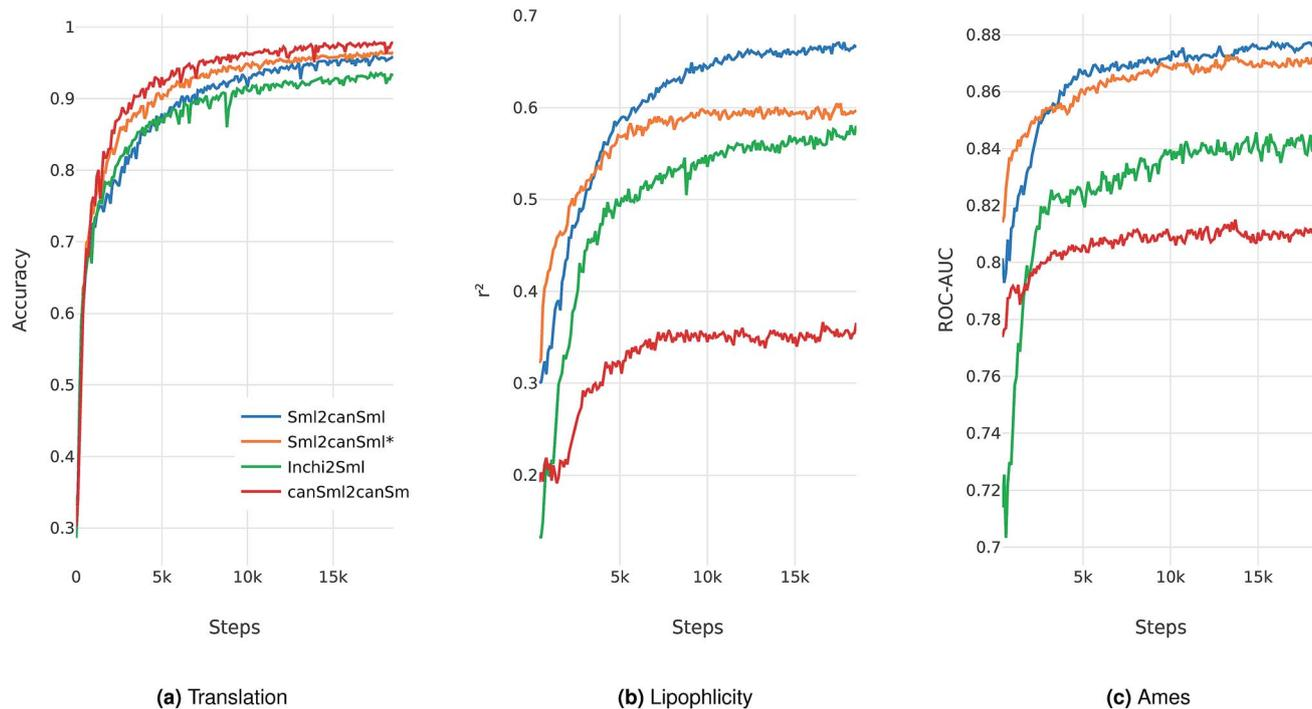 1
0.9
0.8
0.7
0.6
0.5
0.4
0.3
Accuracy
0
5k
10k
15k
Steps
Sml2canSml
Sml2canSml*
Inchi2Sml
canSml2canSm
(a) Translation
0.7
0.6
0.5
0.4
0.3
0.2
r²
5k
10k
15k
Steps
(b) Lipophlicity
0.88
0.86
0.84
0.82
0.8
0.78
0.76
0.74
0.72
0.7
ROC-AUC
5k
10k
15k
Steps
(c) Ames